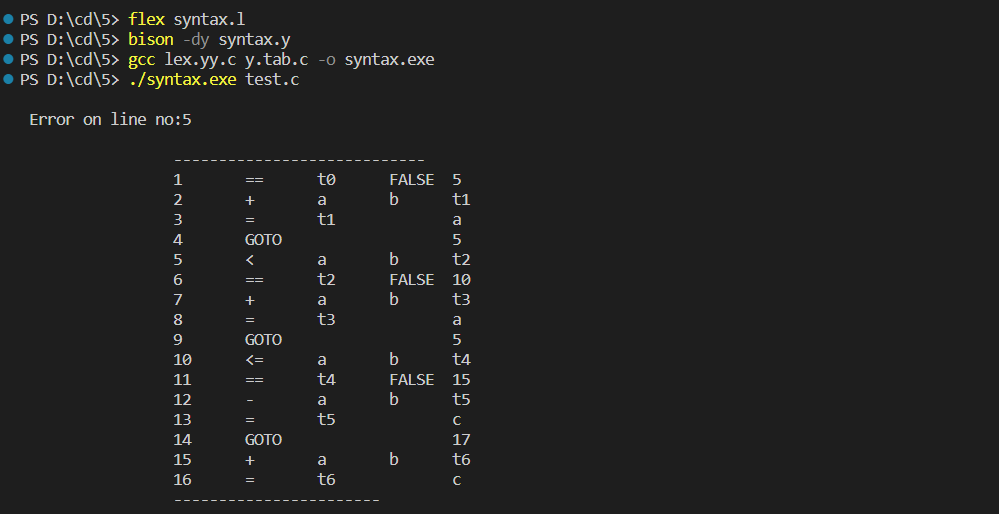 PS D:\cd\5> flex syntax.l
PS D:\cd\5> bison -dy syntax.y
PS D:\cd\5> gcc lex.yy.c y.tab.c -o syntax.exe
PS D:\cd\5> ./syntax.exe test.c
Error on line no:5
----------------------------
1 == t0 FALSE 5
2 + a b t1
3 = t1 a
4 GOTO 5
5 < a b t2
6 == t2 FALSE 10
7 + a b t3
8 = t3 a
9 GOTO 5
10 <= a b t4
11 == t4 FALSE 15
12 - a b t5
13 = t5 c
14 GOTO 17
15 + a b t6
16 = t6 c
-----------------------